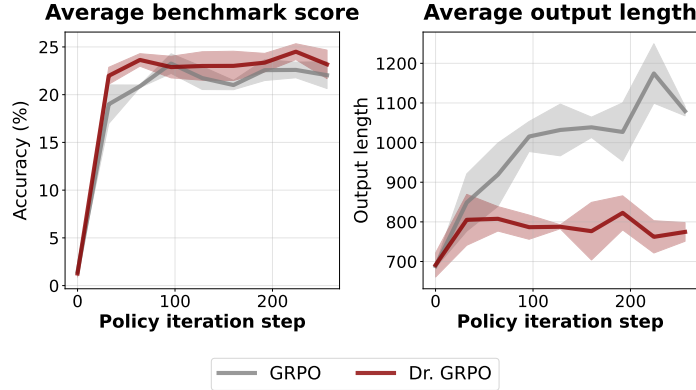 Average benchmark score
25
20
15
10
5
0
Accuracy (%)
0 100 200
Policy iteration step
Average output length
1200
1100
1000
900
800
700
Output length
0 100 200
Policy iteration step
GRPO Dr. GRPO